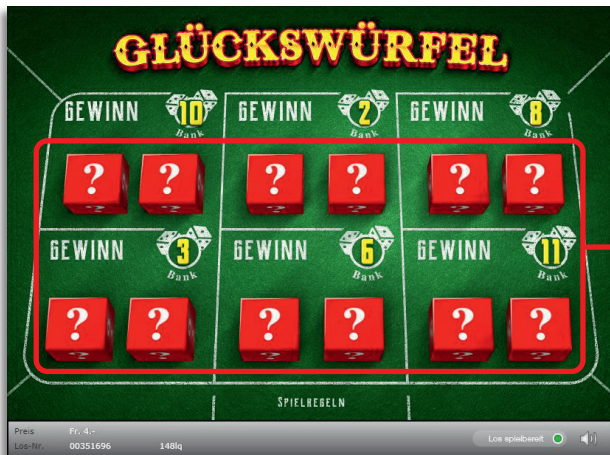 GLÜCKSWÜRFEL
GEWINN 10 Bank
GEWINN 2 Bank
GEWINN 8 Bank
? ? ? ? ? ?
GEWINN 3 Bank
GEWINN 6 Bank
GEWINN 11 Bank
? ? ? ? ? ?
SPIELREGELN
Preis Fr. 4.-
Los spielbereit
Los-Nr. 00351696 148lq